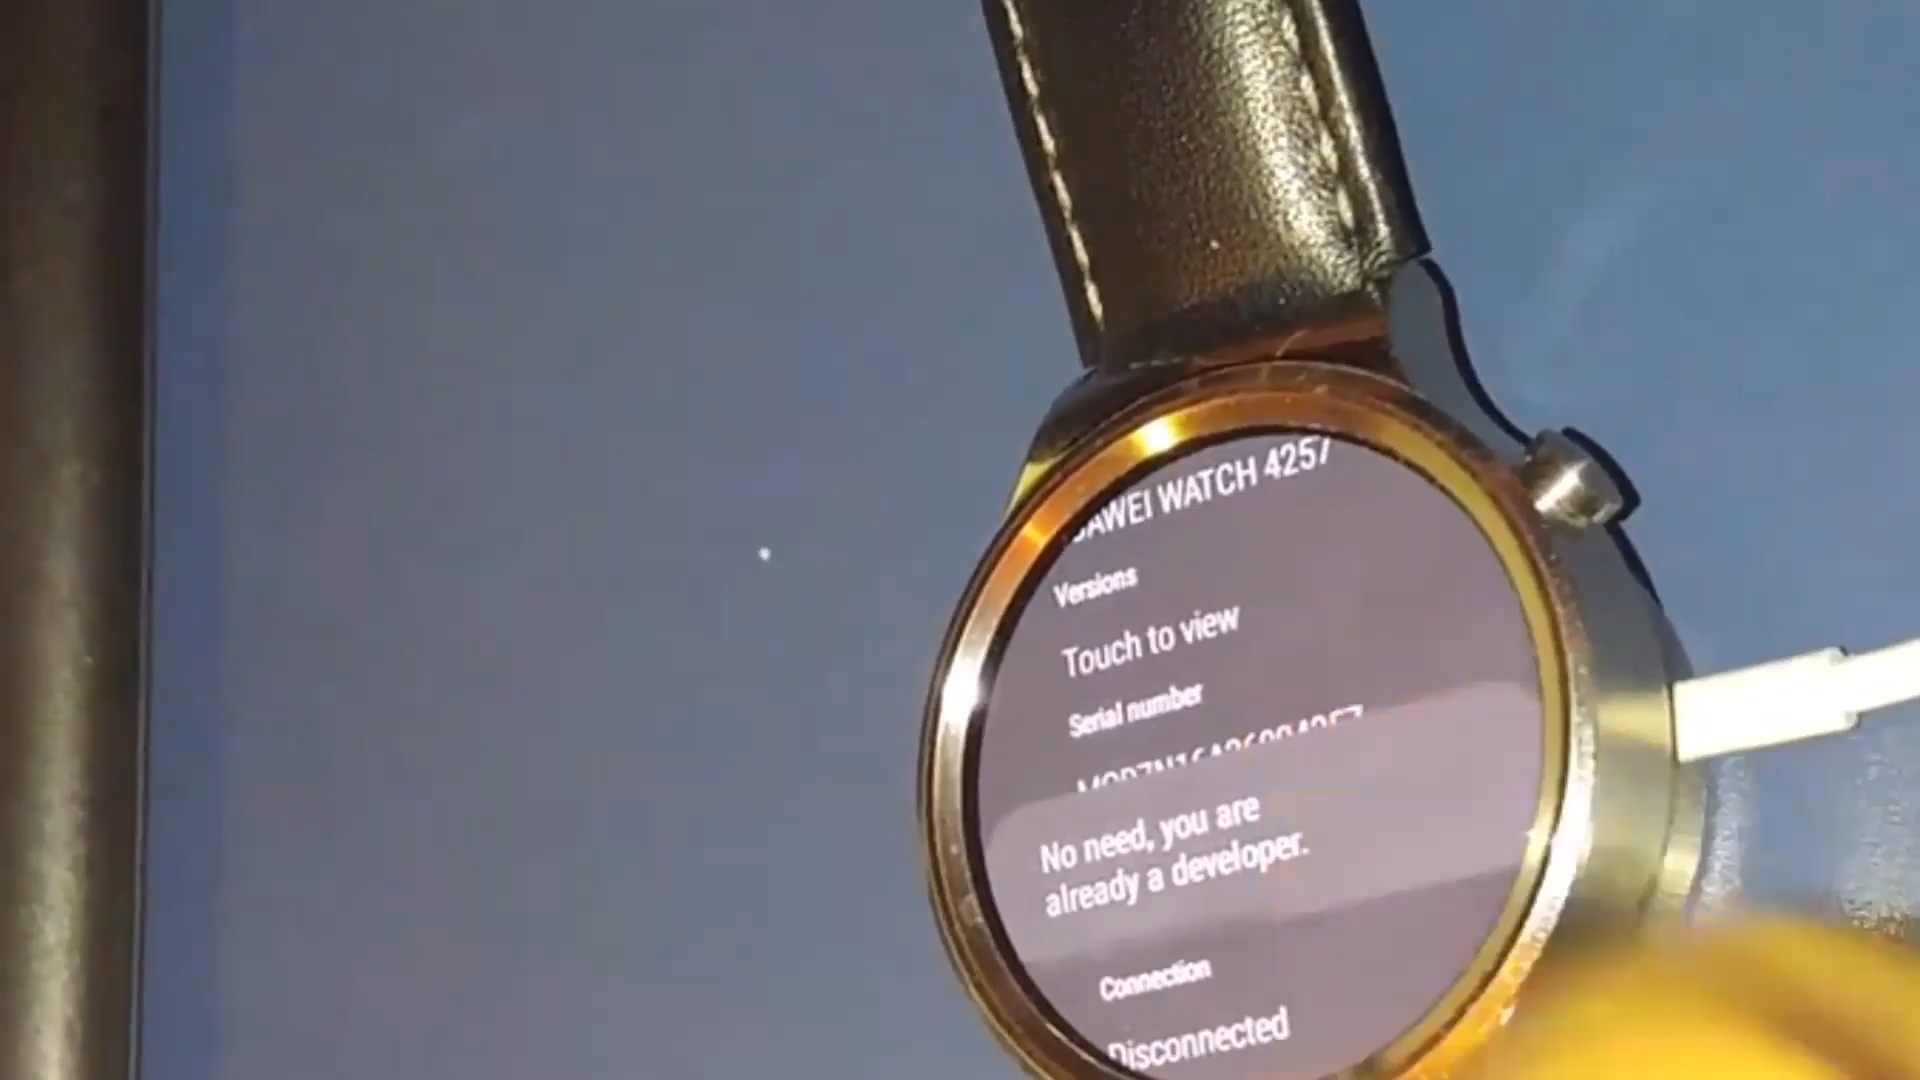 WATCH 4257
Versions
Touch to view
Serial number
No need, you are
already a developer.
Connection
Disconnected